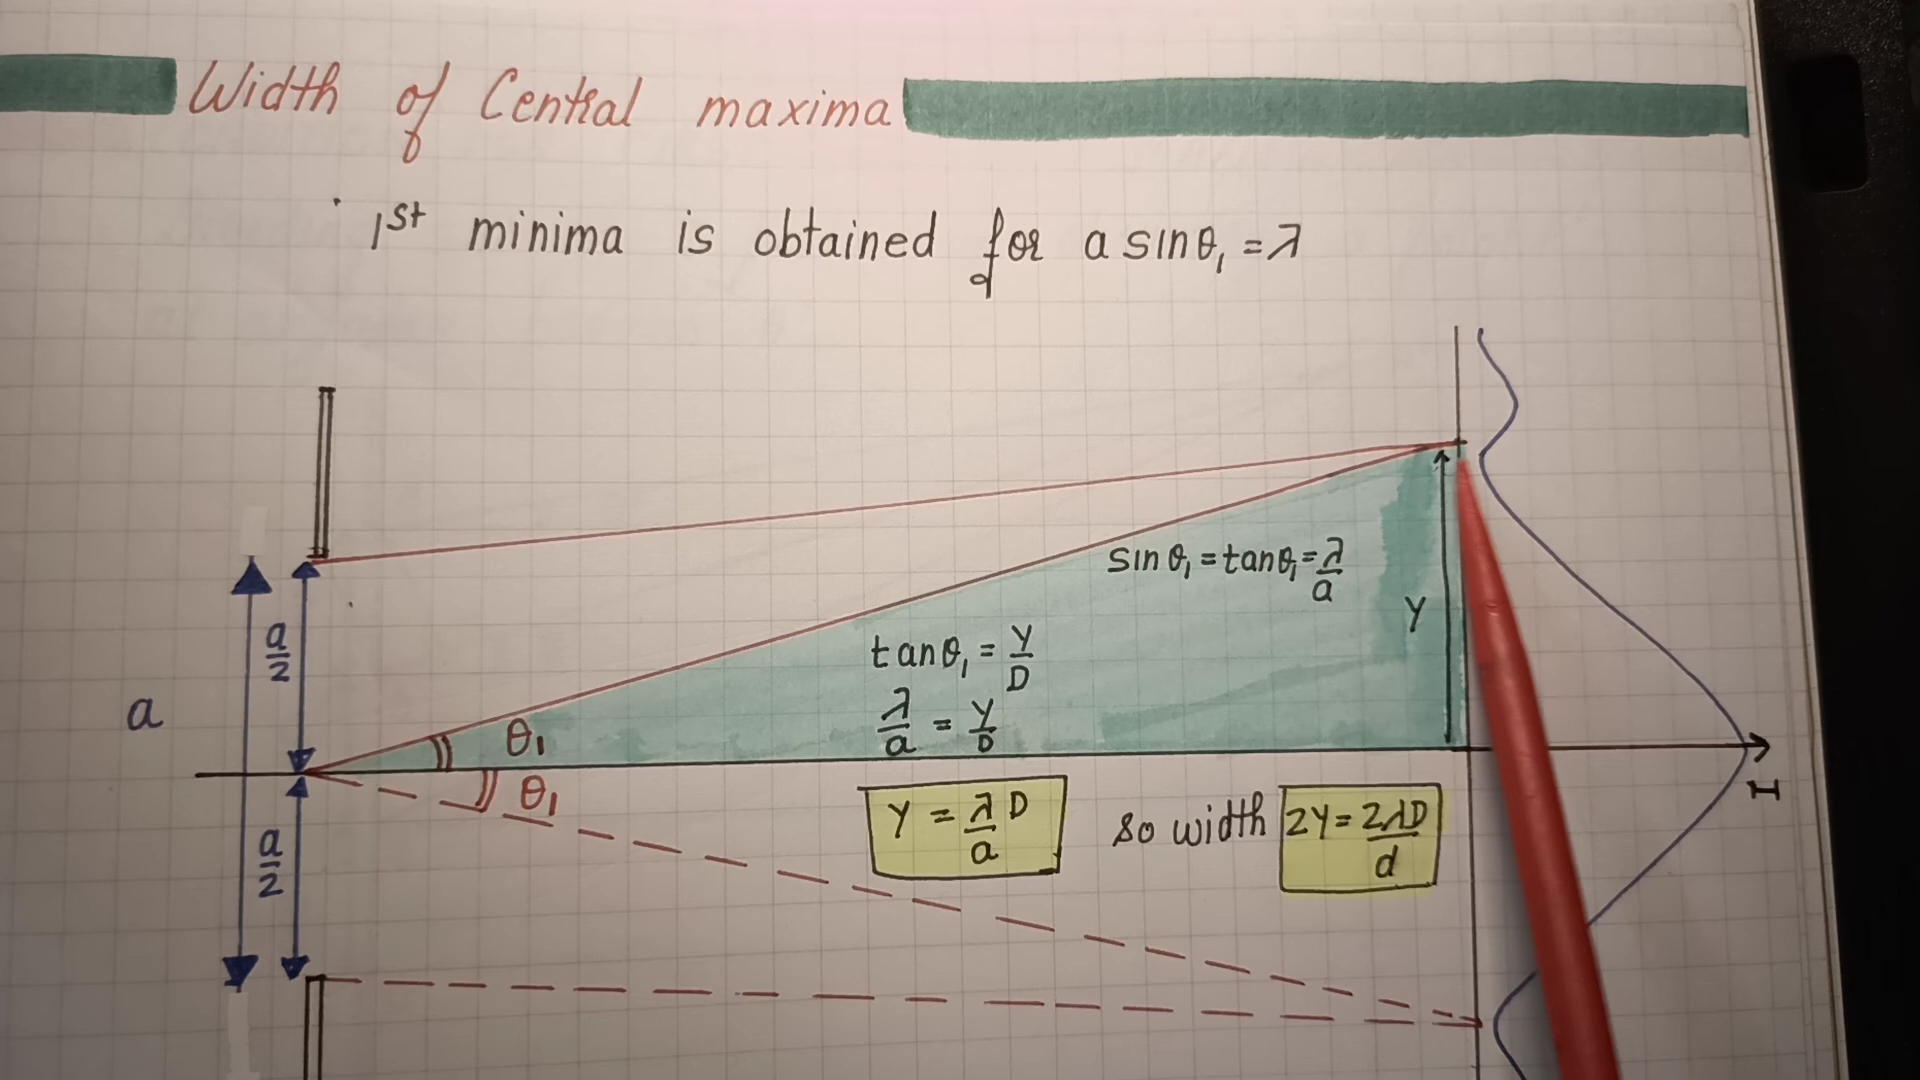 Width of Central maxima
1st minima is obtained for a sinθ₁ = λ
sinθ₁ = tanθ₁ = λ/a
a/2
Y
tanθ₁ = Y/D
a
λ/a = Y/D
θ₁
θ₁
I
Y = λ/a D so width 2Y = 2λD/d
a/2